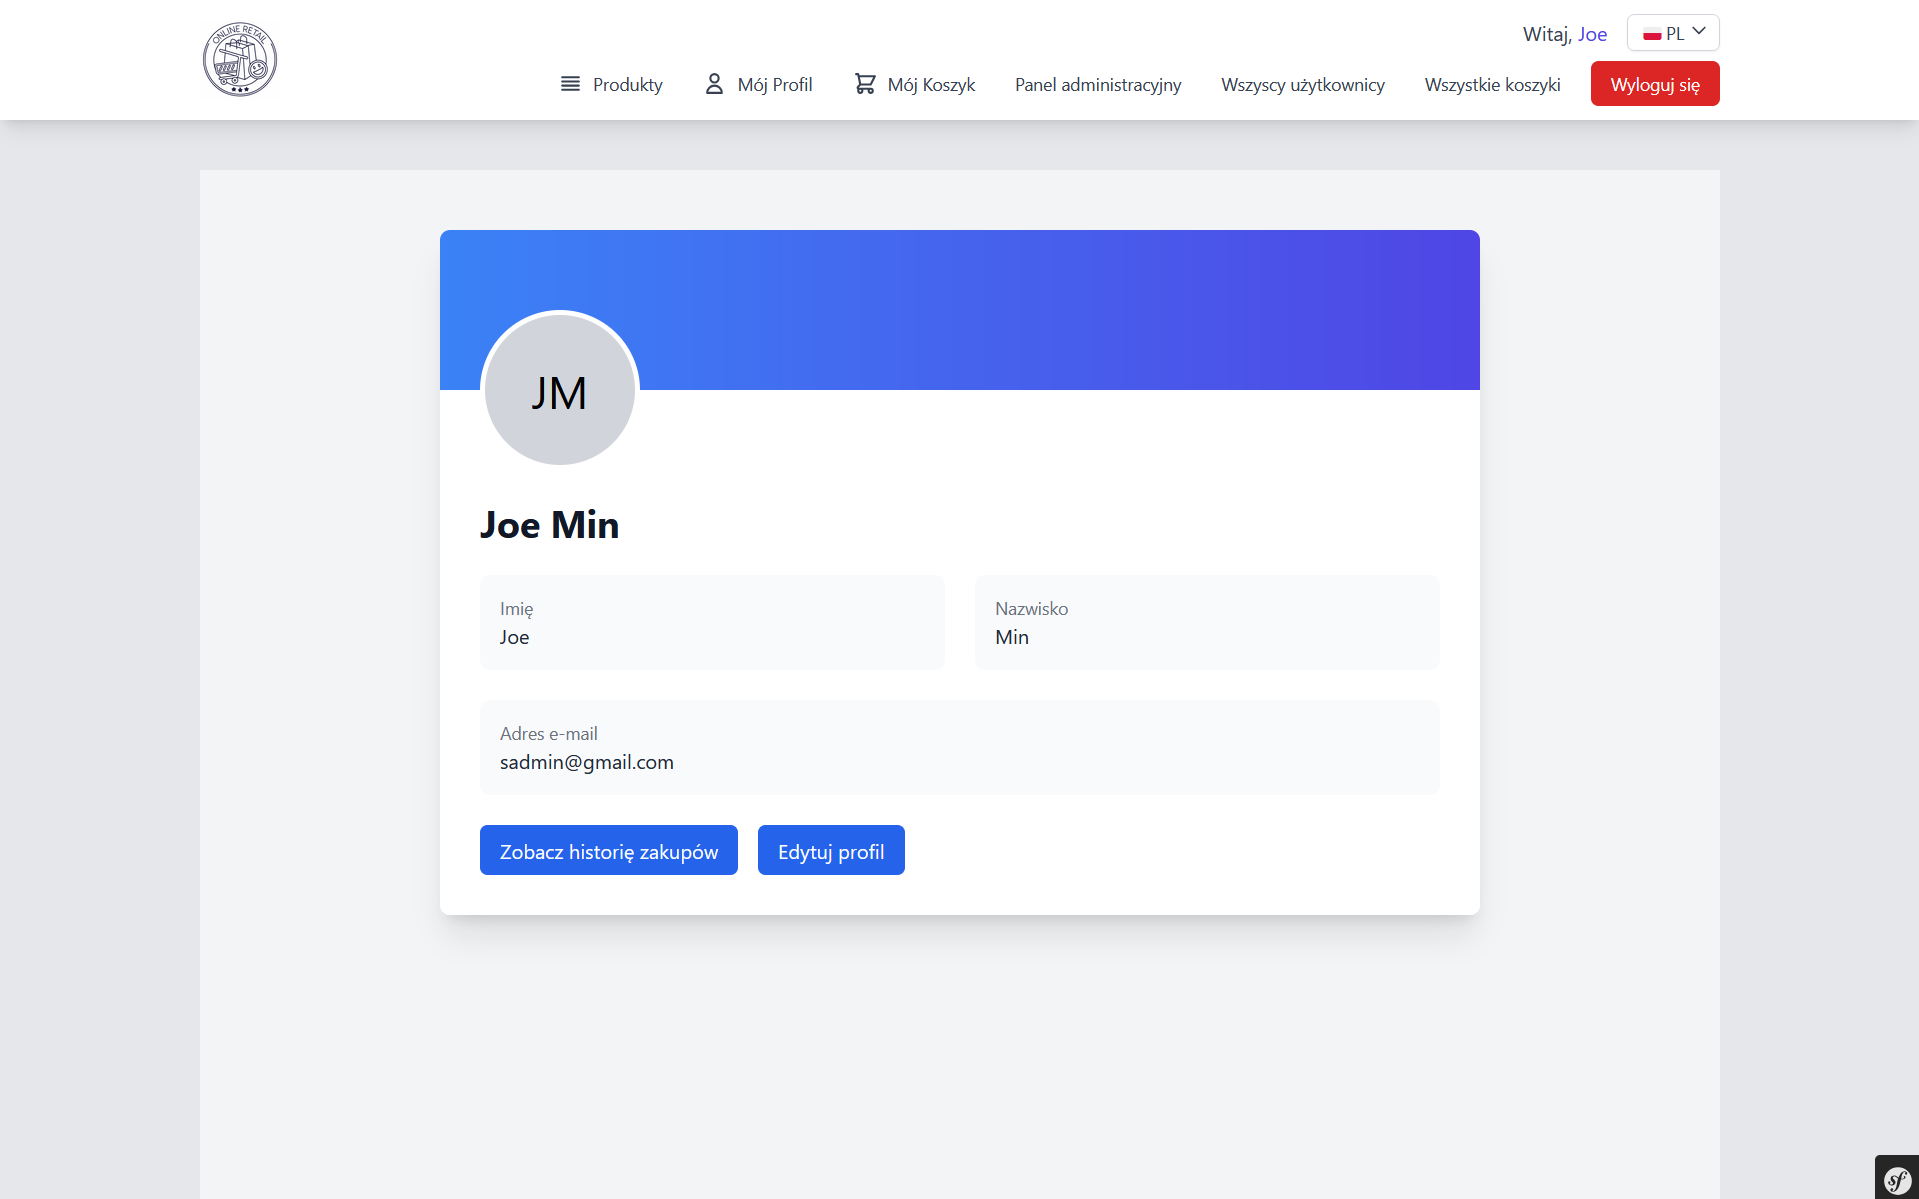 ONLINE RETAIL
Witaj, Joe
PL
Produkty
Mój Profil
Mój Koszyk
Panel administracyjny
Wszyscy użytkownicy
Wszystkie koszyki
Wyloguj się
JM
Joe Min
Imię
Joe
Nazwisko
Min
Adres e-mail
sadmin@gmail.com
Zobacz historię zakupów
Edytuj profil
sf